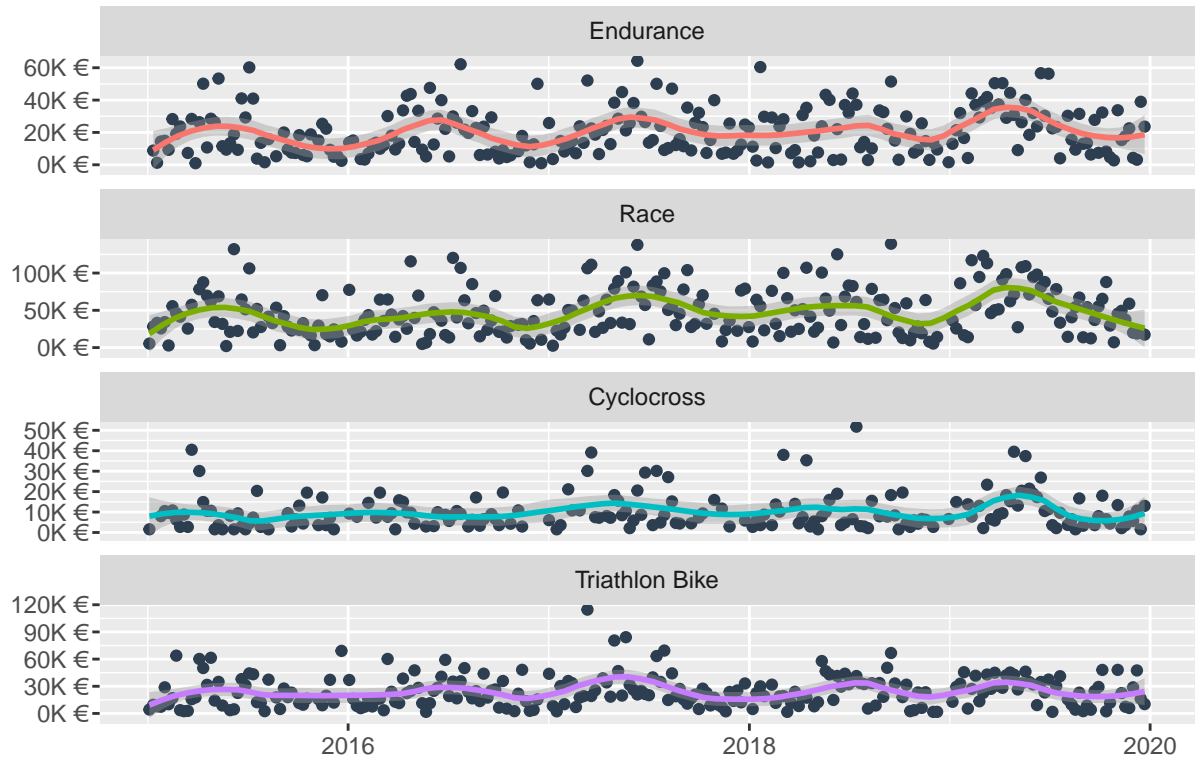 Endurance
60K €
40K €
20K €
0K €
Race
100K €
50K €
0K €
Cyclocross
50K €
40K €
30K €
20K €
10K €
0K €
Triathlon Bike
120K €
90K €
60K €
30K €
0K €
2016 2018 2020